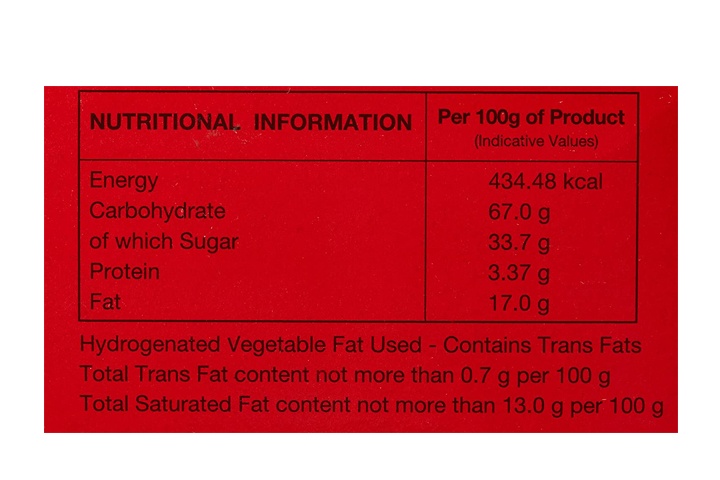 NUTRITIONAL INFORMATION Per 100g of Product
(Indicative Values)
Energy 434.48 kcal
Carbohydrate 67.0 g
of which Sugar 33.7 g
Protein 3.37 g
Fat 17.0 g
Hydrogenated Vegetable Fat Used - Contains Trans Fats
Total Trans Fat content not more than 0.7 g per 100 g
Total Saturated Fat content not more than 13.0 g per 100 g